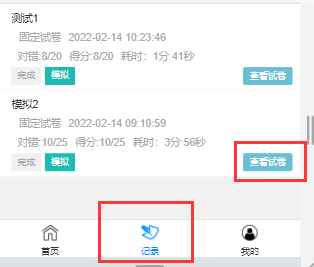 测试1
固定试卷 2022-02-14 10:23:46
对错:8/20 得分:8/20 耗时：1分 41秒
完成 模拟 查看试卷
模拟2
固定试卷 2022-02-14 09:10:59
对错:10/25 得分:10/25 耗时：3分 56秒
完成 模拟 查看试卷
首页 记录 我的